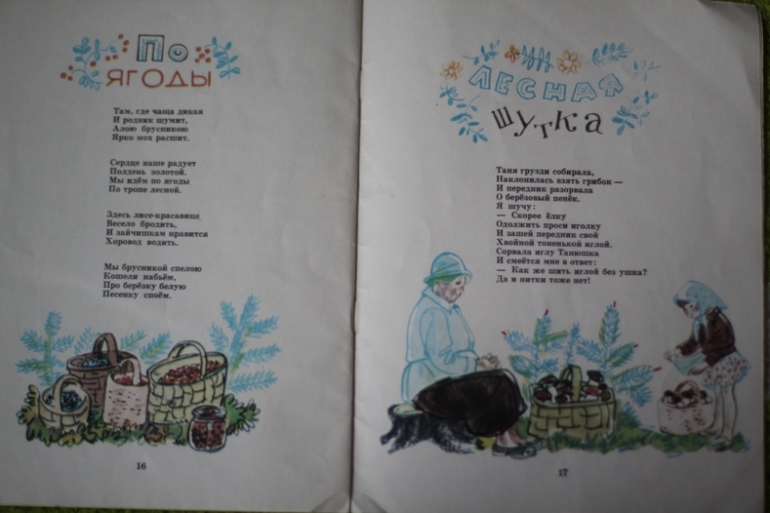 По
ЯГОДЫ
Там, где чаща дикая
И родник шумит,
Алою брусникою
Ярко мох расшит.
Сердце наше радует
Полдень золотой.
Мы идём по ягоды
По тропе лесной.
Здесь лисе-красавице
Весело бродить,
И зайчишкам нравится
Хоровод водить.
Мы брусникой спелою
Кошели набьём,
Про берёзку белую
Песенку споём.
16
ЛЕСНАЯ
шутка
Таня грузди собирала,
Наклонилась взять грибок —
И передник разорвала
О берёзовый пенёк.
Я шучу:
— Скорее ёлку
Одолжить проси иголку
И зашей передник свой
Хвойной тоненькой иглой.
Сорвала иглу Танюшка
И смеётся мне в ответ:
— Как же шить иглой без ушка?
Да и нитки тоже нет!
17